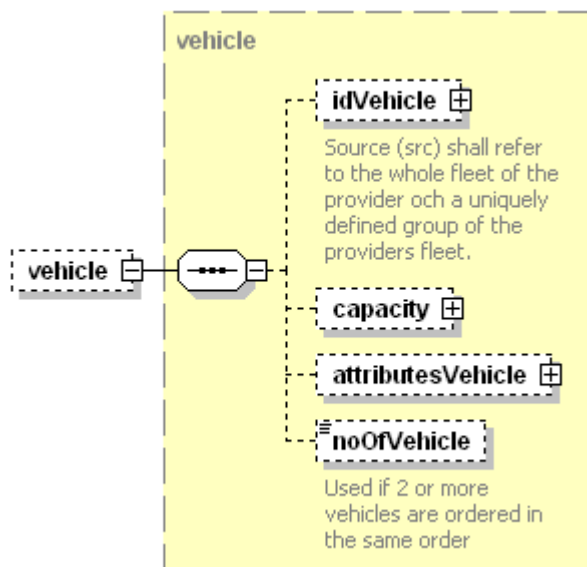 vehicle
idVehicle
Source (src) shall refer
to the whole fleet of the
provider och a uniquely
defined group of the
providers fleet.
vehicle
capacity
attributesVehicle
noOfVehicle
Used if 2 or more
vehicles are ordered in
the same order